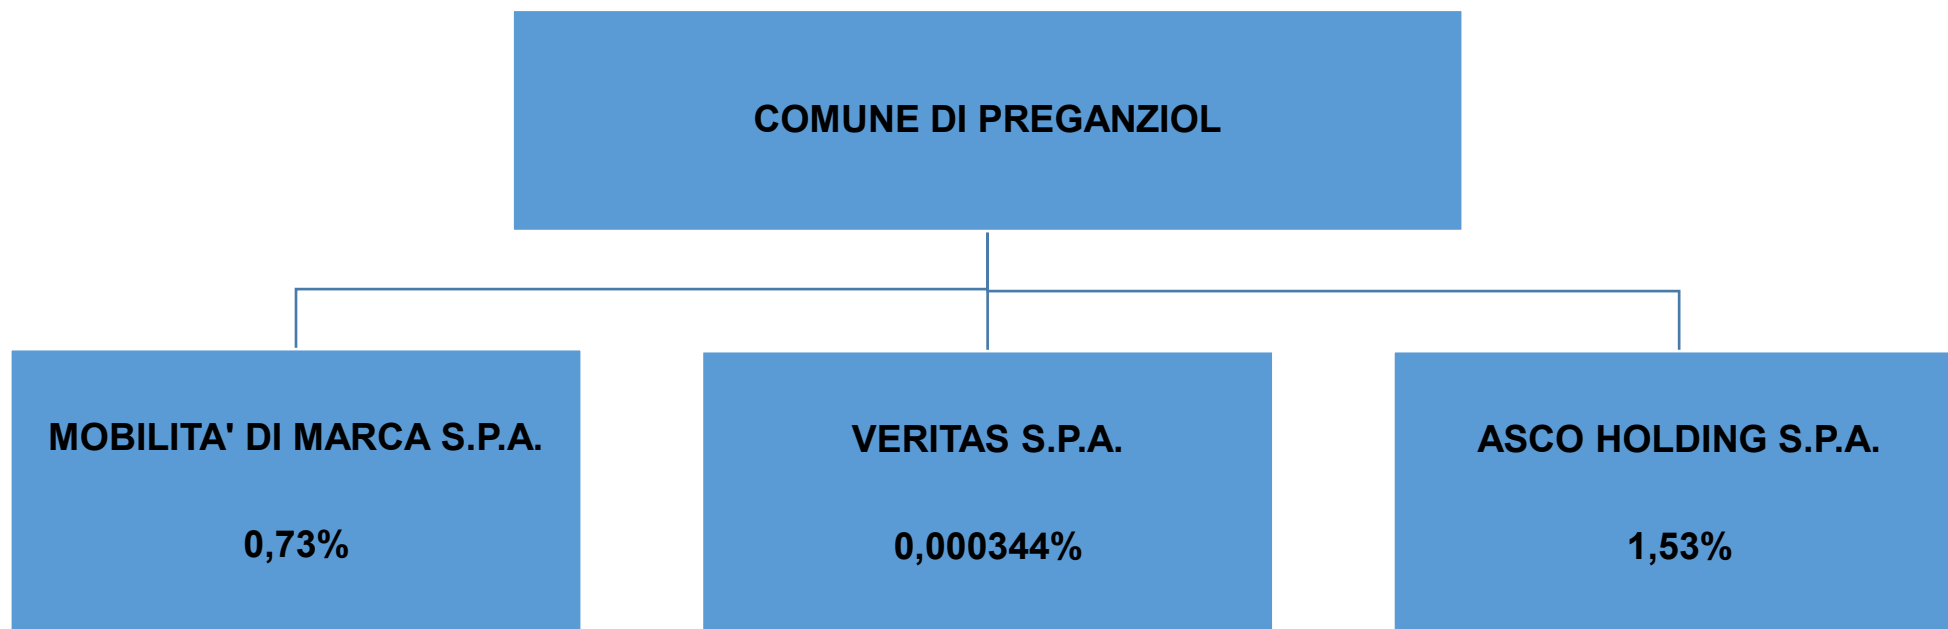 COMUNE DI PREGANZIOL
MOBILITA' DI MARCA S.P.A.
0,73%
VERITAS S.P.A.
0,000344%
ASCO HOLDING S.P.A.
1,53%